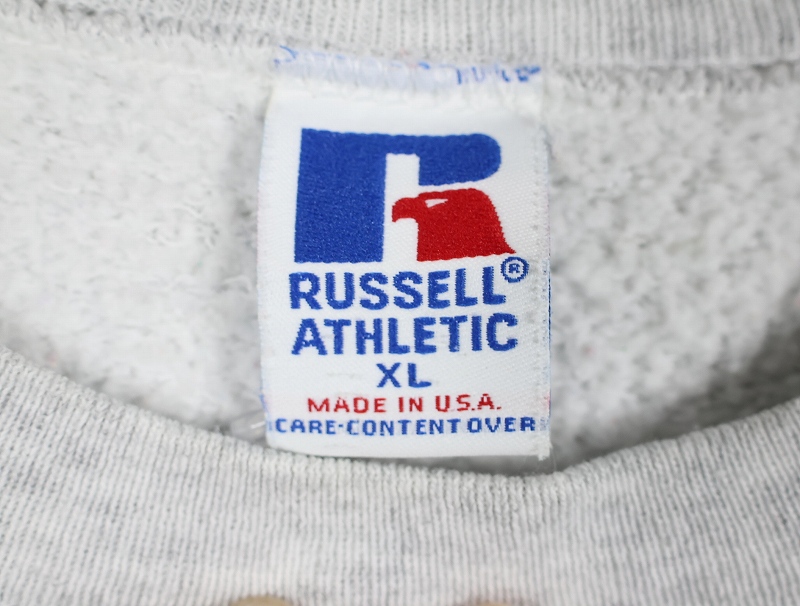 RUSSELL®
ATHLETIC
XL
MADE IN U.S.A.
CARE-CONTENT OVER